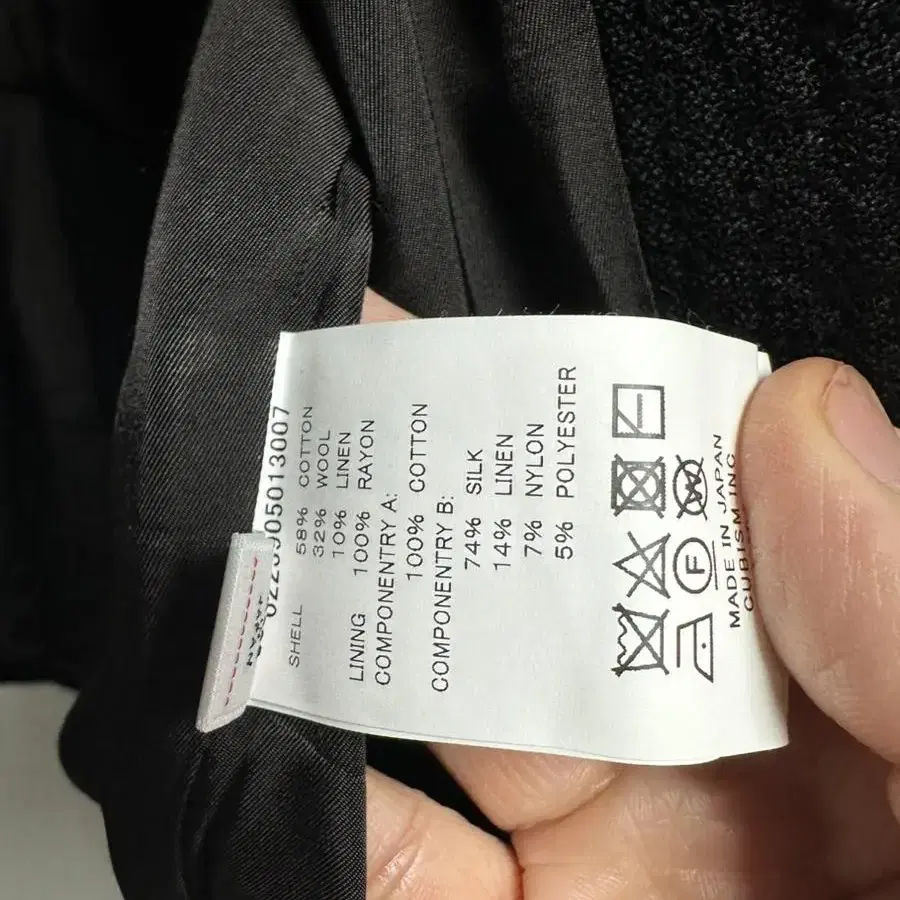 SHELL 58% COTTON
32% WOOL
10% LINEN
LINING 100% RAYON
COMPONENTRY A:
100% COTTON
COMPONENTRY B:
74% SILK
14% LINEN
7% NYLON
5% POLYESTER
F
W
MADE IN JAPAN
CUBISM INC.